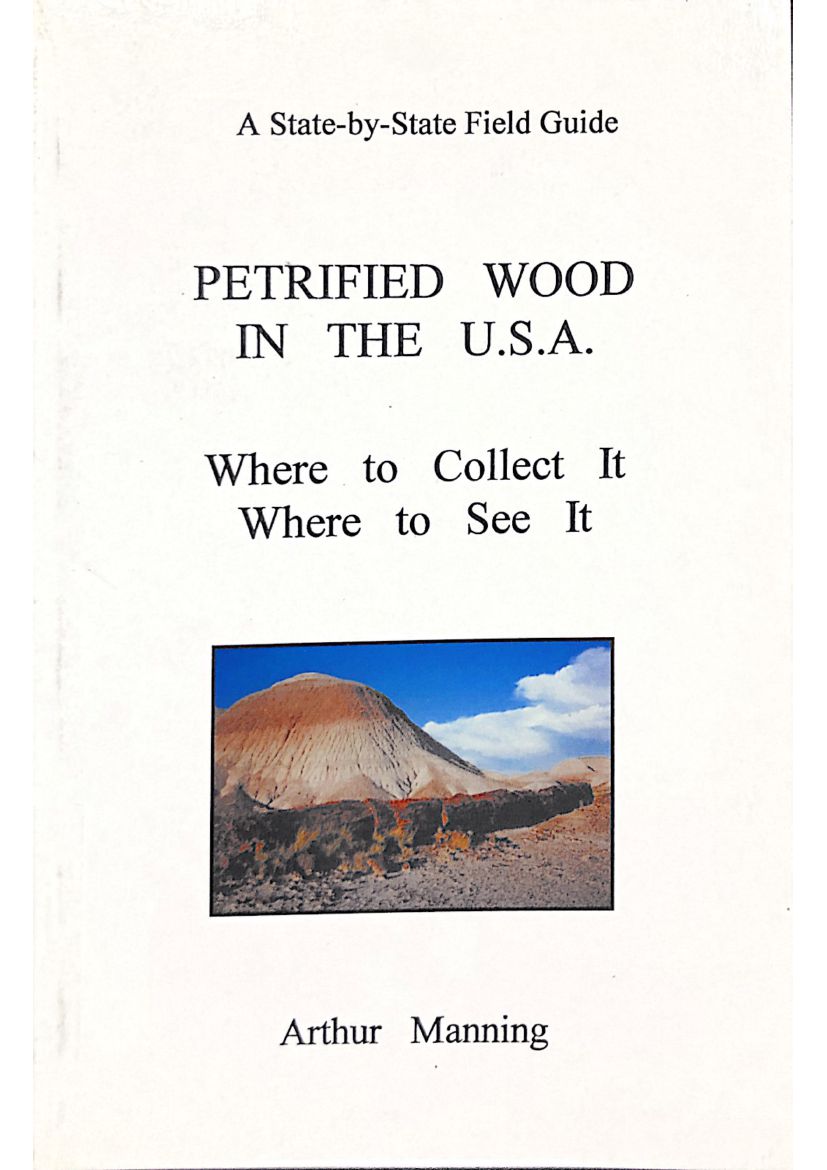 A State-by-State Field Guide
PETRIFIED WOOD
IN THE U.S.A.
Where to Collect It
Where to See It
Arthur Manning